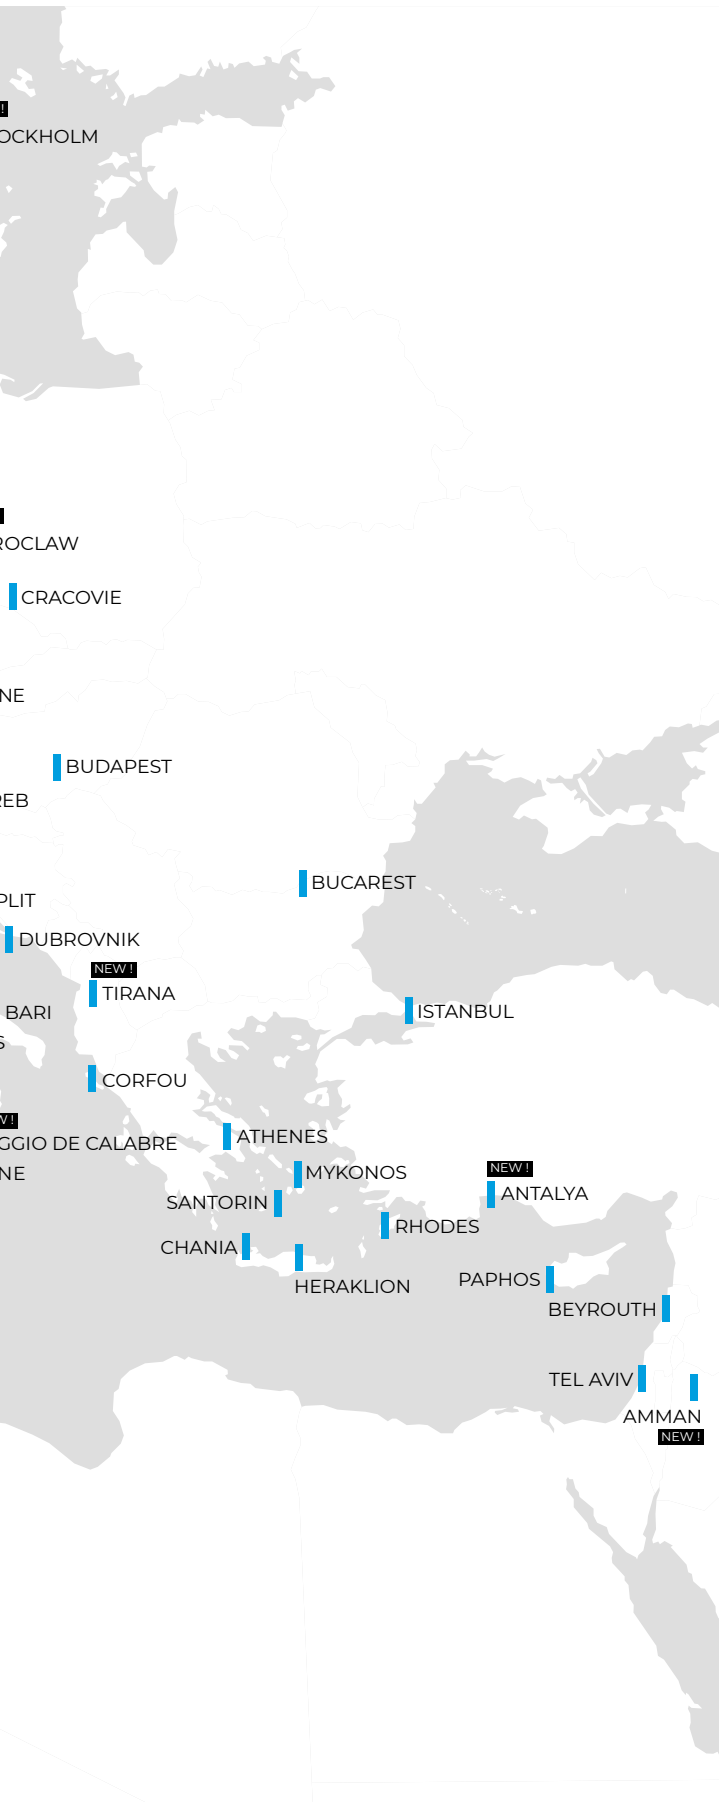 !
OCKHOLM
ROCLAW
CRACOVIE
NE
BUDAPEST
REB
BUCAREST
PLIT
DUBROVNIK
NEW !
TIRANA
BARI
ISTANBUL
S
CORFOU
W !
ATHENES
GGIO DE CALABRE
NEW !
MYKONOS
NE
ANTALYA
SANTORIN
RHODES
CHANIA
PAPHOS
HERAKLION
BEYROUTH
TEL AVIV
AMMAN
NEW !